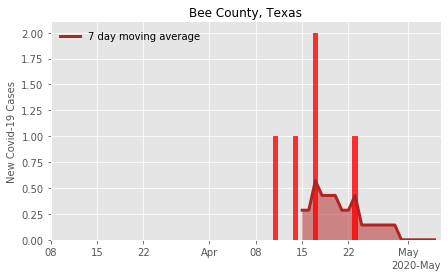 Bee County, Texas
7 day moving average
New Covid-19 Cases
2.00
1.75
1.50
1.25
1.00
0.75
0.50
0.25
0.00
08 15 22 Apr 08 15 22 May
2020-May